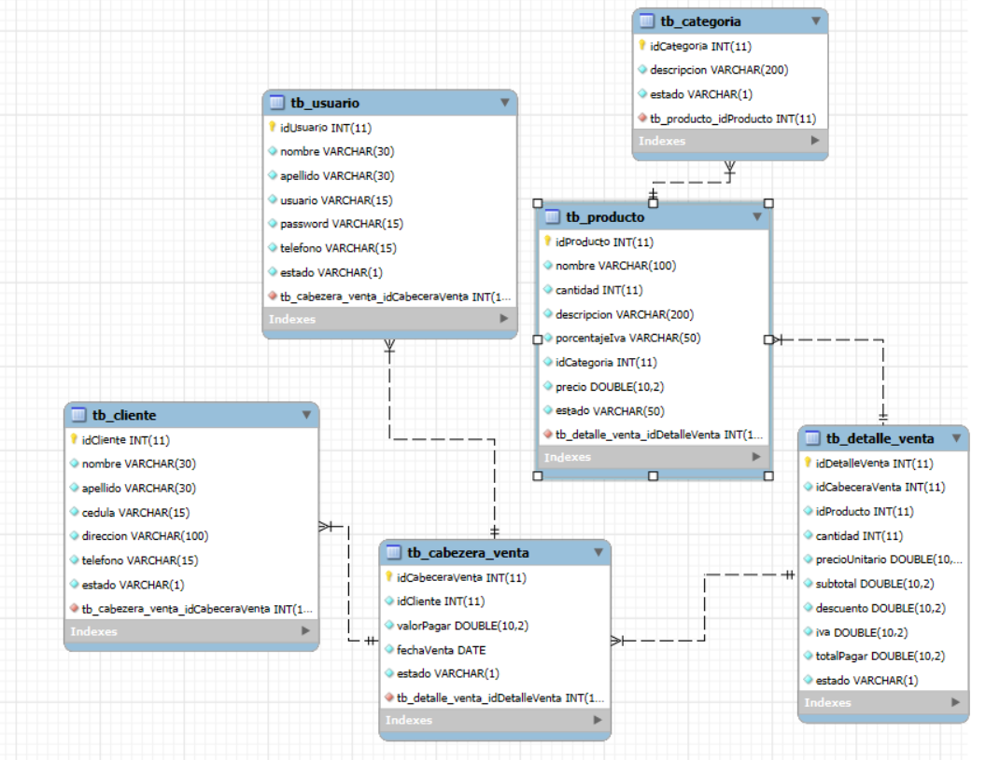 tb_categoria
idCategoria INT(11)
descripcion VARCHAR(200)
estado VARCHAR(1)
tb_producto_idProducto INT(11)
Indexes
tb_usuario
idUsuario INT(11)
nombre VARCHAR(30)
apellido VARCHAR(30)
usuario VARCHAR(15)
password VARCHAR(15)
telefono VARCHAR(15)
estado VARCHAR(1)
tb_cabezera_venta_idCabeceraVenta INT(1...
Indexes
tb_producto
idProducto INT(11)
nombre VARCHAR(100)
cantidad INT(11)
descripcion VARCHAR(200)
porcentajeIva VARCHAR(50)
idCategoria INT(11)
precio DOUBLE(10,2)
estado VARCHAR(50)
tb_detalle_venta_idDetalleVenta INT(1...
Indexes
tb_cliente
idCliente INT(11)
nombre VARCHAR(30)
apellido VARCHAR(30)
cedula VARCHAR(15)
direccion VARCHAR(100)
telefono VARCHAR(15)
estado VARCHAR(1)
tb_cabezera_venta_idCabeceraVenta INT(1...
Indexes
tb_cabezera_venta
idCabeceraVenta INT(11)
idCliente INT(11)
valorPagar DOUBLE(10,2)
fechaVenta DATE
estado VARCHAR(1)
tb_detalle_venta_idDetalleVenta INT(1...
Indexes
tb_detalle_venta
idDetalleVenta INT(11)
idCabeceraVenta INT(11)
idProducto INT(11)
cantidad INT(11)
precioUnitario DOUBLE(10,...
subtotal DOUBLE(10,2)
descuento DOUBLE(10,2)
iva DOUBLE(10,2)
totalPagar DOUBLE(10,2)
estado VARCHAR(1)
Indexes